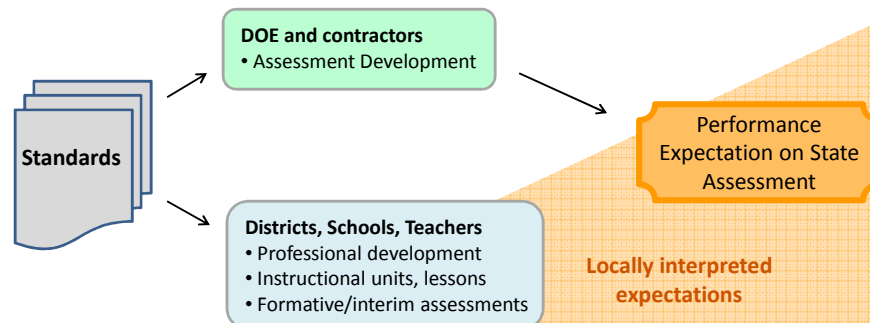 DOE and contractors
• Assessment Development
Standards
Performance
Expectation on State
Assessment
Districts, Schools, Teachers
• Professional development
• Instructional units, lessons
• Formative/interim assessments
Locally interpreted
expectations